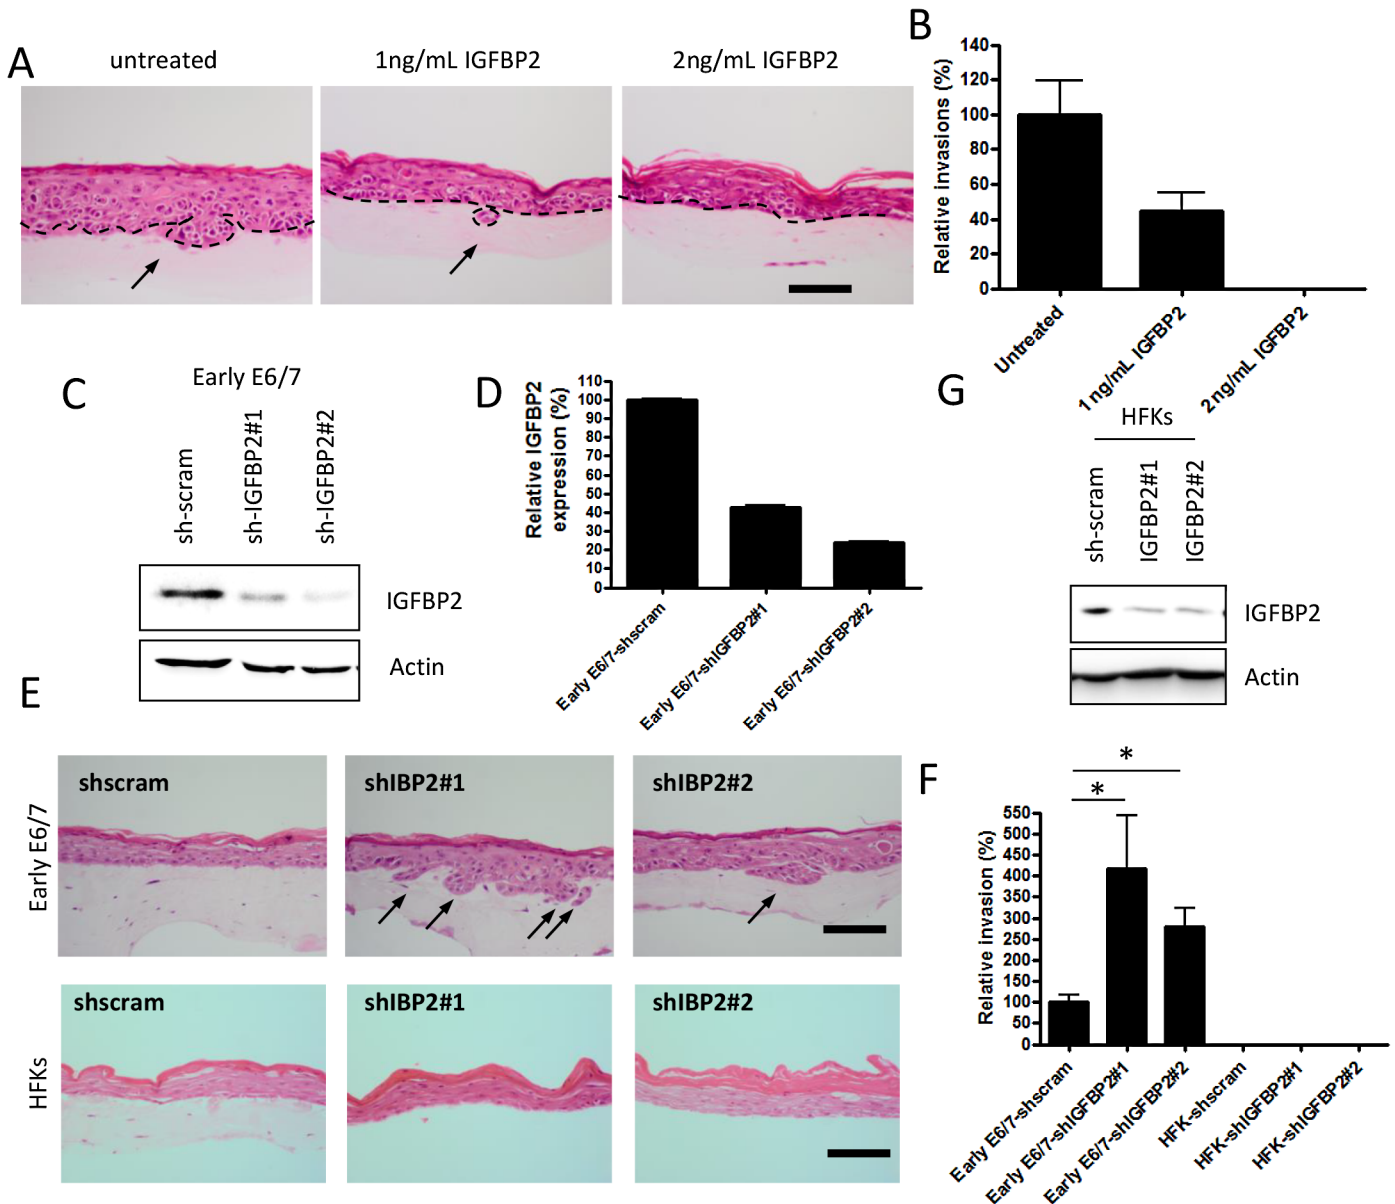 A
untreated
1ng/mL IGFBP2
2ng/mL IGFBP2
B
Relative invasions (%)
140
120
100
80
60
40
20
0
Untreated
1 ng/mL IGFBP2
2 ng/mL IGFBP2
C
Early E6/7
sh-scram
sh-IGFBP2#1
sh-IGFBP2#2
IGFBP2
Actin
D
Relative IGFBP2
expression (%)
110
100
90
80
70
60
50
40
30
20
10
0
Early E6/7-shscram
Early E6/7-shIGFBP2#1
Early E6/7-shIGFBP2#2
G
HFKs
sh-scram
IGFBP2#1
IGFBP2#2
IGFBP2
Actin
E
Early E6/7
shscram
shIBP2#1
shIBP2#2
HFKs
shscram
shIBP2#1
shIBP2#2
F
*
*
Relative invasion (%)
550
500
450
400
350
300
250
200
150
100
50
0
Early E6/7-shscram
Early E6/7-shIGFBP2#1
Early E6/7-shIGFBP2#2
HFK-shscram
HFK-shIGFBP2#1
HFK-shIGFBP2#2